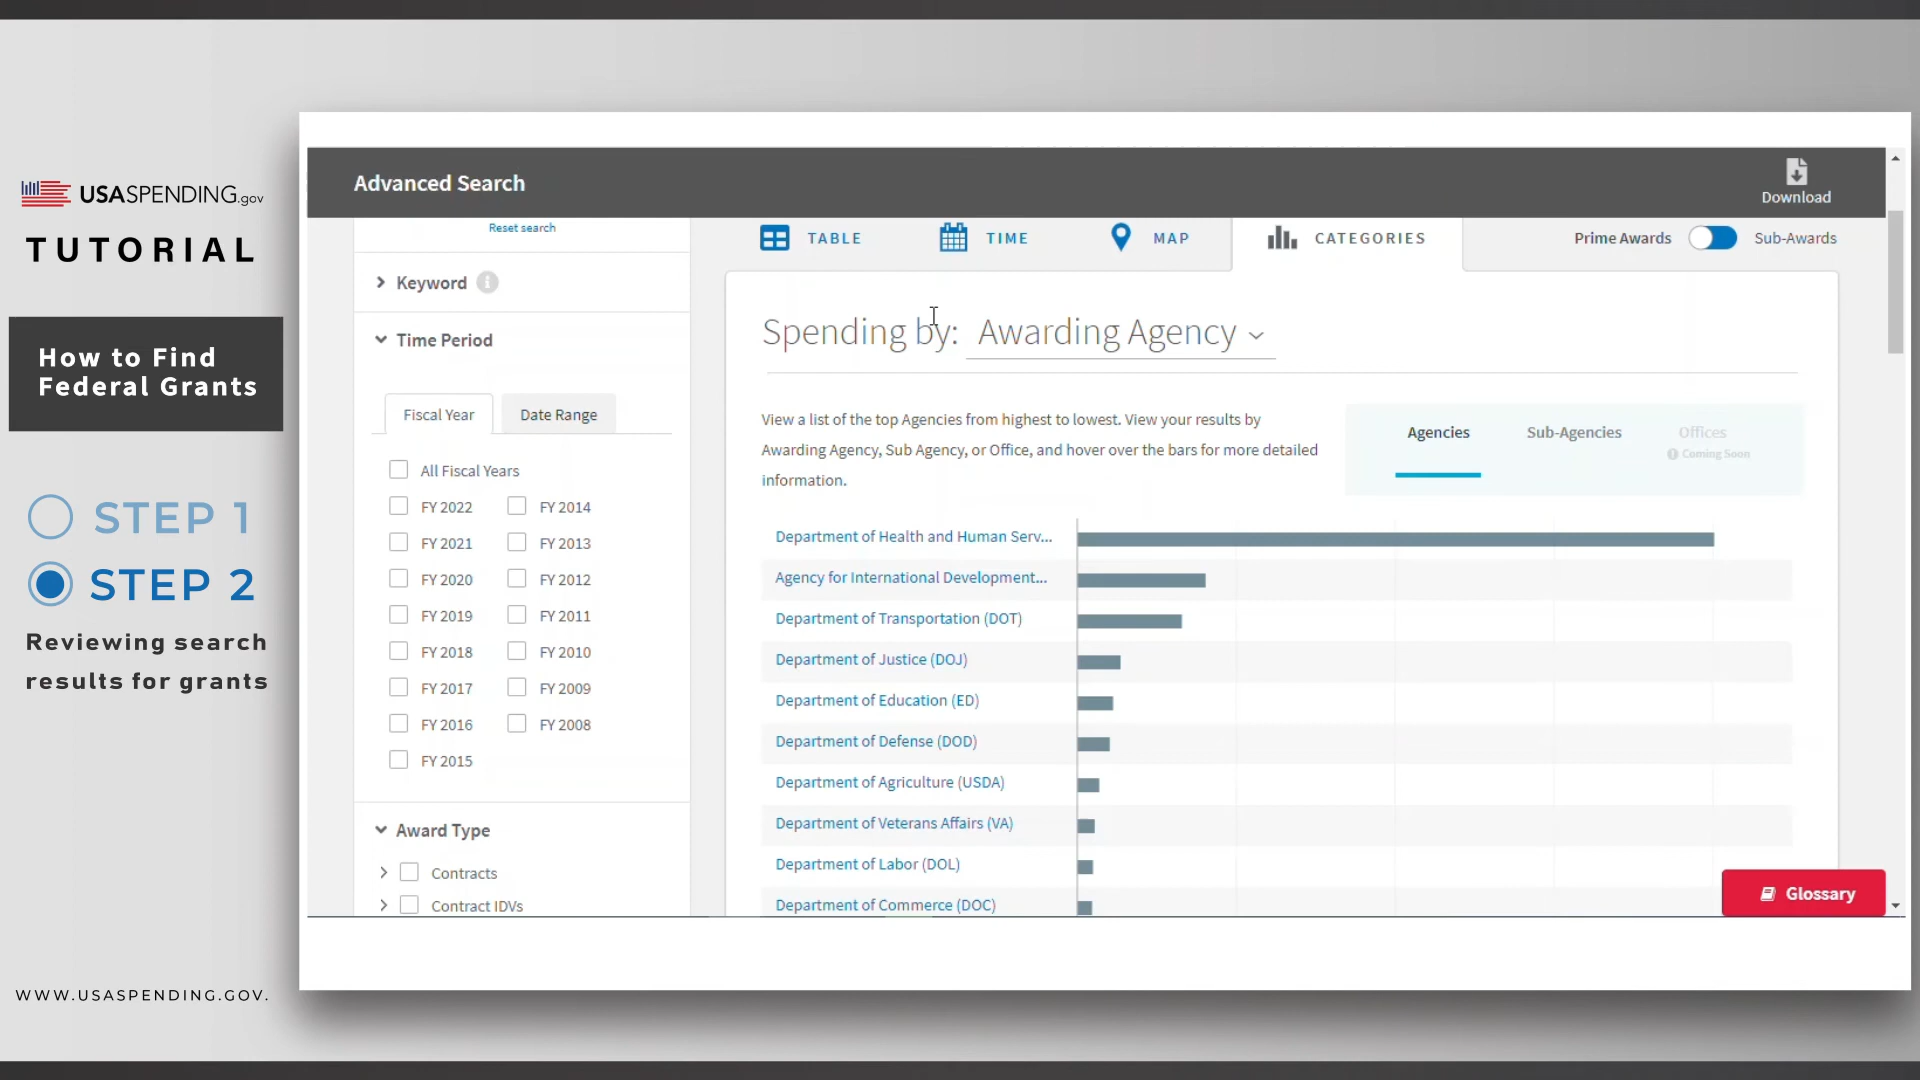 USASPENDING.gov
TUTORIAL
How to Find
Federal Grants
STEP 1
STEP 2
Reviewing search
results for grants
WWW.USASPENDING.GOV.
Advanced Search
Download
Reset search
Keyword
Time Period
Fiscal Year
Date Range
All Fiscal Years
FY 2022
FY 2014
FY 2021
FY 2013
FY 2020
FY 2012
FY 2019
FY 2011
FY 2018
FY 2010
FY 2017
FY 2009
FY 2016
FY 2008
FY 2015
Award Type
Contracts
Contract IDVs
TABLE
TIME
MAP
CATEGORIES
Prime Awards
Sub-Awards
Spending by: Awarding Agency
View a list of the top Agencies from highest to lowest. View your results by
Awarding Agency, Sub Agency, or Office, and hover over the bars for more detailed
information.
Agencies
Sub-Agencies
Offices
Coming Soon
Department of Health and Human Serv...
Agency for International Development...
Department of Transportation (DOT)
Department of Justice (DOJ)
Department of Education (ED)
Department of Defense (DOD)
Department of Agriculture (USDA)
Department of Veterans Affairs (VA)
Department of Labor (DOL)
Department of Commerce (DOC)
Glossary